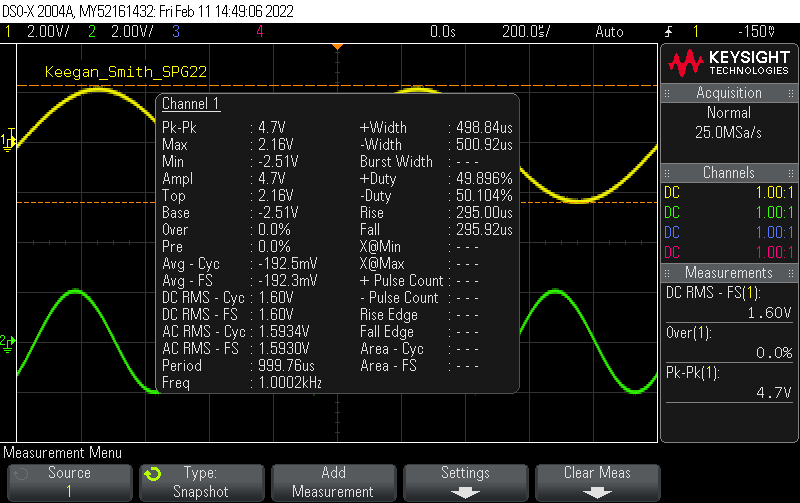 DSO-X 2004A, MY52161432: Fri Feb 11 14:49:06 2022
1 2.00V/ 2 2.00V/ 3 4 0.0s 200.0us/ Auto 1 -150mV
Keegan_Smith_SPG22
Channel 1
Pk-Pk : 4.7V +Width : 498.84us
Max : 2.16V -Width : 500.92us
Min : -2.51V Burst Width : - - -
Ampl : 4.7V +Duty : 49.896%
Top : 2.16V -Duty : 50.104%
Base : -2.51V Rise : 295.00us
Over : 0.0% Fall : 295.92us
Pre : 0.0% X@Min : - - -
Avg - Cyc : -192.5mV X@Max : - - -
Avg - FS : -192.3mV + Pulse Count : - - -
DC RMS - Cyc : 1.60V - Pulse Count : - - -
DC RMS - FS : 1.60V Rise Edge : - - -
AC RMS - Cyc : 1.5934V Fall Edge : - - -
AC RMS - FS : 1.5930V Area - Cyc : - - -
Period : 999.76us Area - FS : - - -
Freq : 1.0002kHz
1
T
2
KEYSIGHT
TECHNOLOGIES
Acquisition
Normal
25.0MSa/s
Channels
DC 1.00:1
DC 1.00:1
DC 1.00:1
DC 1.00:1
Measurements
DC RMS - FS(1):
1.60V
Over(1):
0.0%
Pk-Pk(1):
4.7V
Measurement Menu
Source
1
Type:
Snapshot
Add
Measurement
Settings
Clear Meas